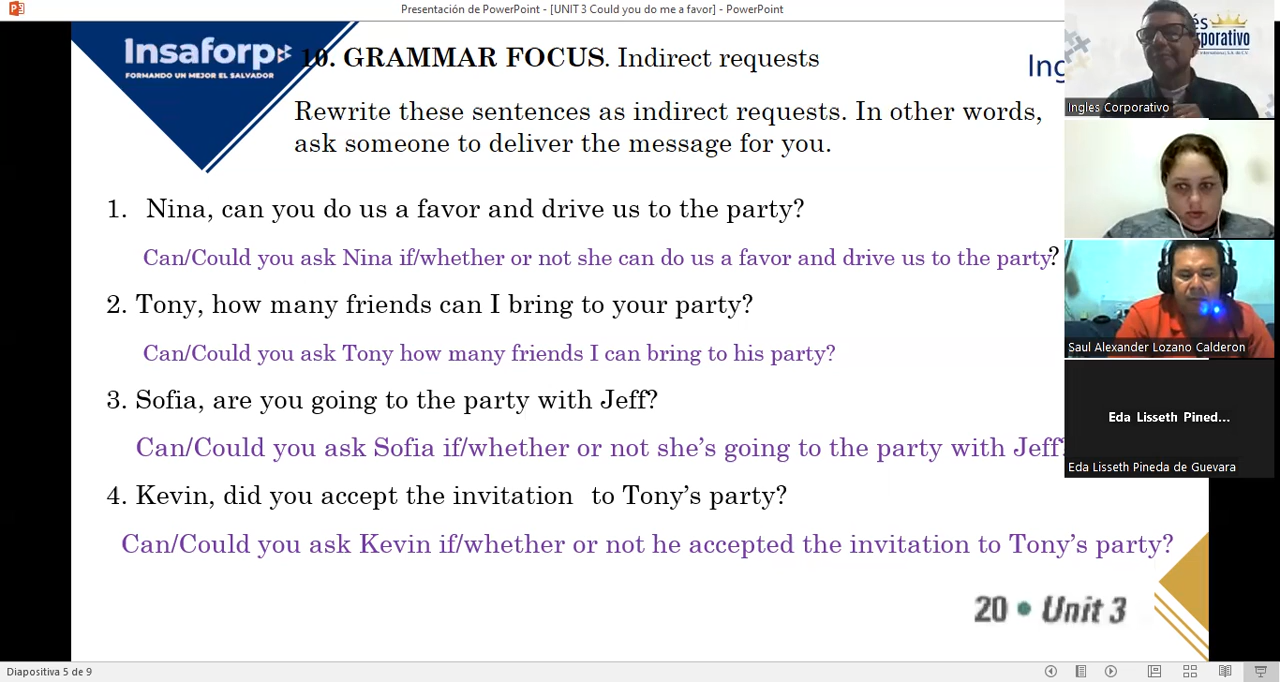 Presentación de PowerPoint - [UNIT 3 Could you do me a favor] - PowerPoint
Insaforp
FORMANDO UN MEJOR EL SALVADOR
10. GRAMMAR FOCUS. Indirect requests
Rewrite these sentences as indirect requests. In other words,
ask someone to deliver the message for you.
1. Nina, can you do us a favor and drive us to the party?
Can/Could you ask Nina if/whether or not she can do us a favor and drive us to the party?
2. Tony, how many friends can I bring to your party?
Can/Could you ask Tony how many friends I can bring to his party?
3. Sofia, are you going to the party with Jeff?
Can/Could you ask Sofia if/whether or not she's going to the party with Jeff
4. Kevin, did you accept the invitation to Tony's party?
Can/Could you ask Kevin if/whether or not he accepted the invitation to Tony's party?
20 • Unit 3
Ingles Corporativo
Saul Alexander Lozano Calderon
Eda Lisseth Pined...
Eda Lisseth Pineda de Guevara
Diapositiva 5 de 9